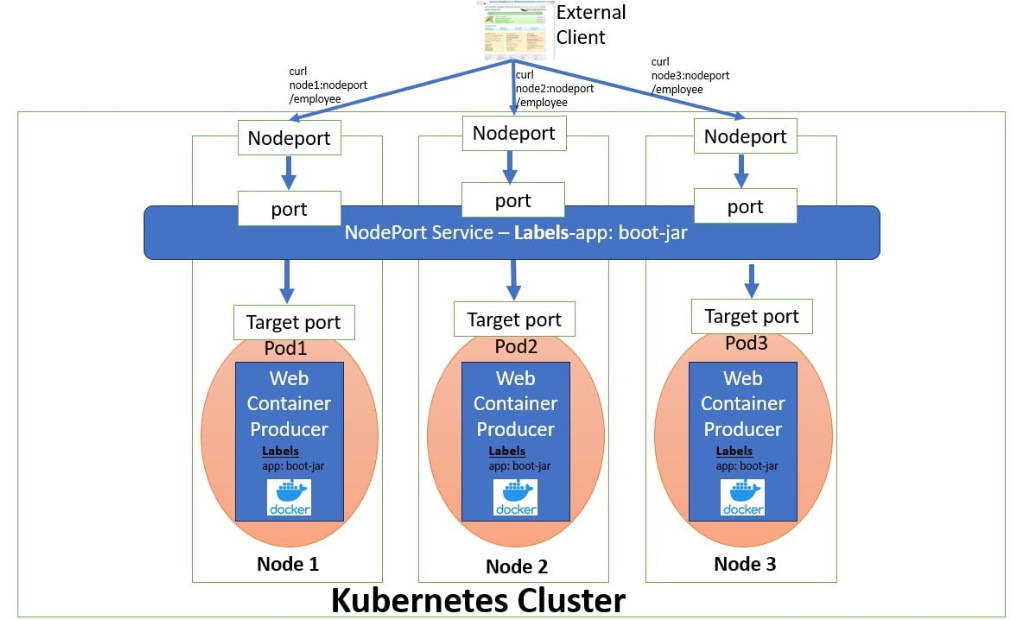 External
Client
curl
node1:nodeport
/employee
curl
node2:nodeport
/employee
curl
node3:nodeport
/employee
Nodeport
Nodeport
Nodeport
port
port
port
NodePort Service – Labels-app: boot-jar
Target port
Target port
Target port
Pod1
Pod2
Pod3
Web
Container
Producer
Labels
app: boot-jar
docker
Web
Container
Producer
Labels
app: boot-jar
docker
Web
Container
Producer
Labels
app: boot-jar
docker
Node 1
Node 2
Node 3
Kubernetes Cluster